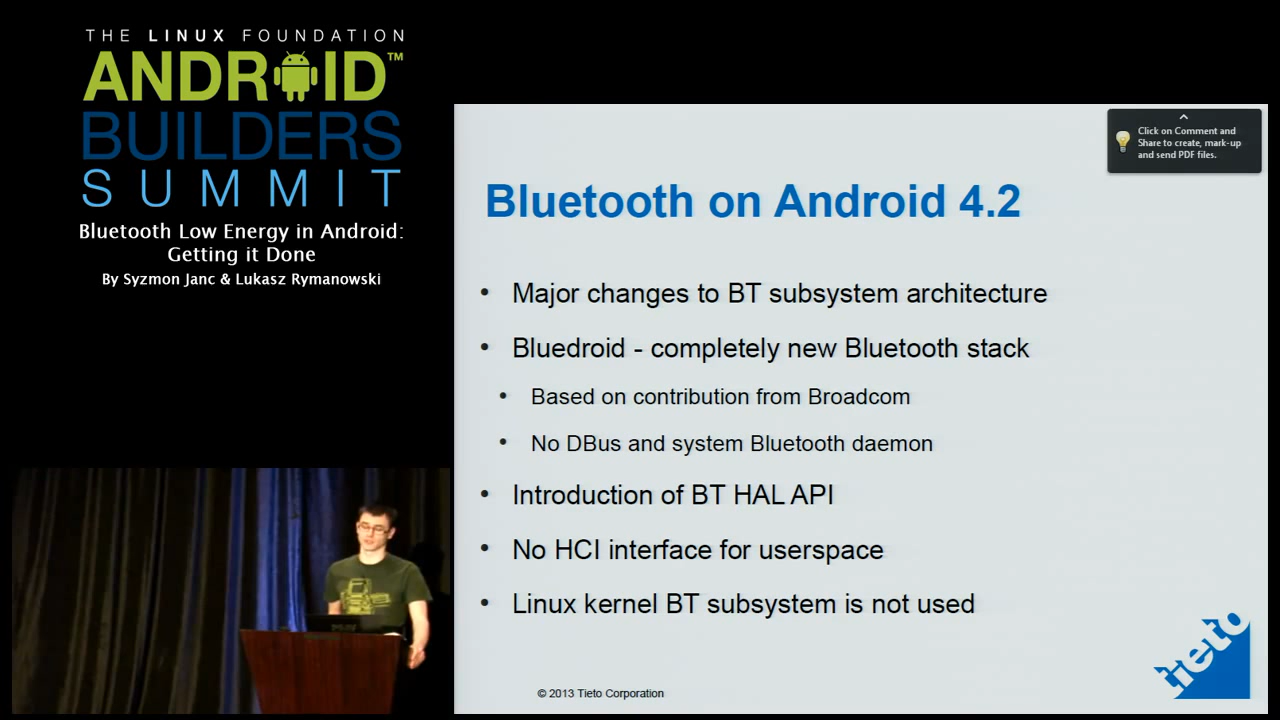 THE LINUX FOUNDATION
ANDROID™
BUILDERS
SUMMIT
Bluetooth Low Energy in Android:
Getting it Done
By Syzmon Janc & Lukasz Rymanowski
Click on Comment and
Share to create, mark-up
and send PDF files.
Bluetooth on Android 4.2
• Major changes to BT subsystem architecture
• Bluedroid - completely new Bluetooth stack
• Based on contribution from Broadcom
• No DBus and system Bluetooth daemon
• Introduction of BT HAL API
• No HCI interface for userspace
• Linux kernel BT subsystem is not used
tieto
© 2013 Tieto Corporation